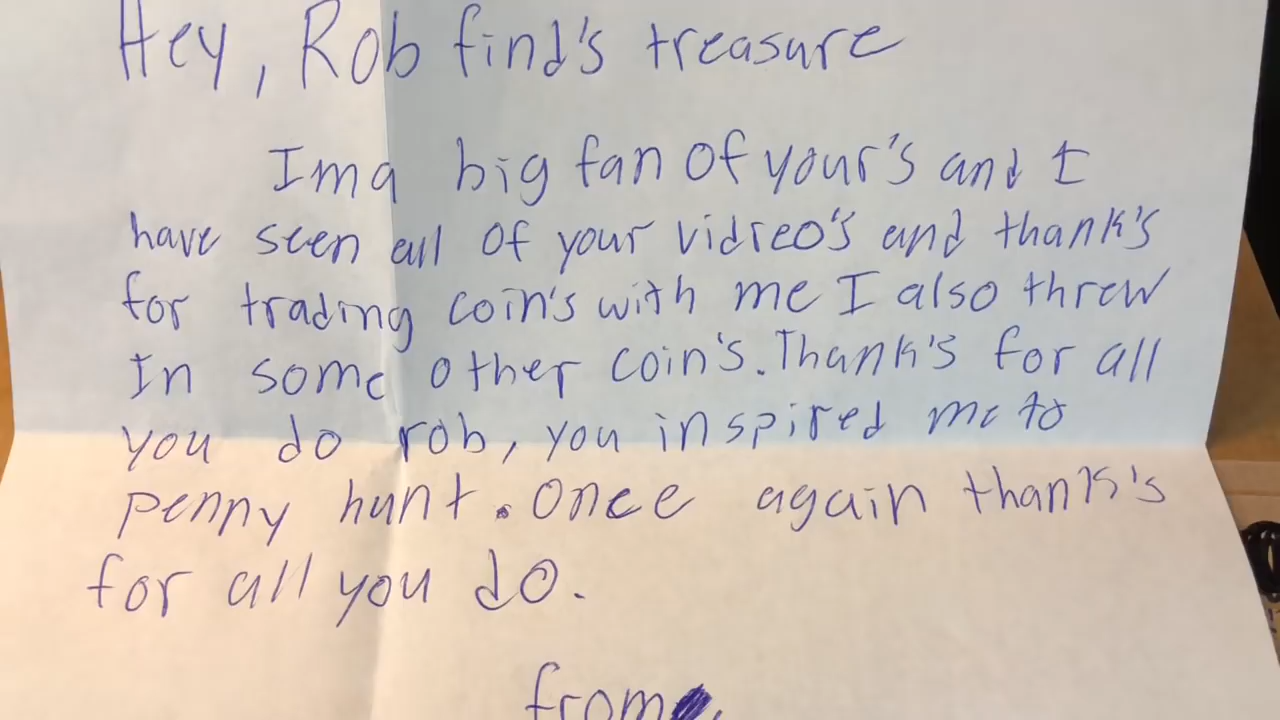 Hey, Rob find's treasure
Ima big fan of your's and I
have seen all of your vidreo's and thank's
for trading coin's with me I also threw
In some other coin's. Thank's for all
you do rob, you inspired me to
penny hunt. Once again thank's
for all you do.
from